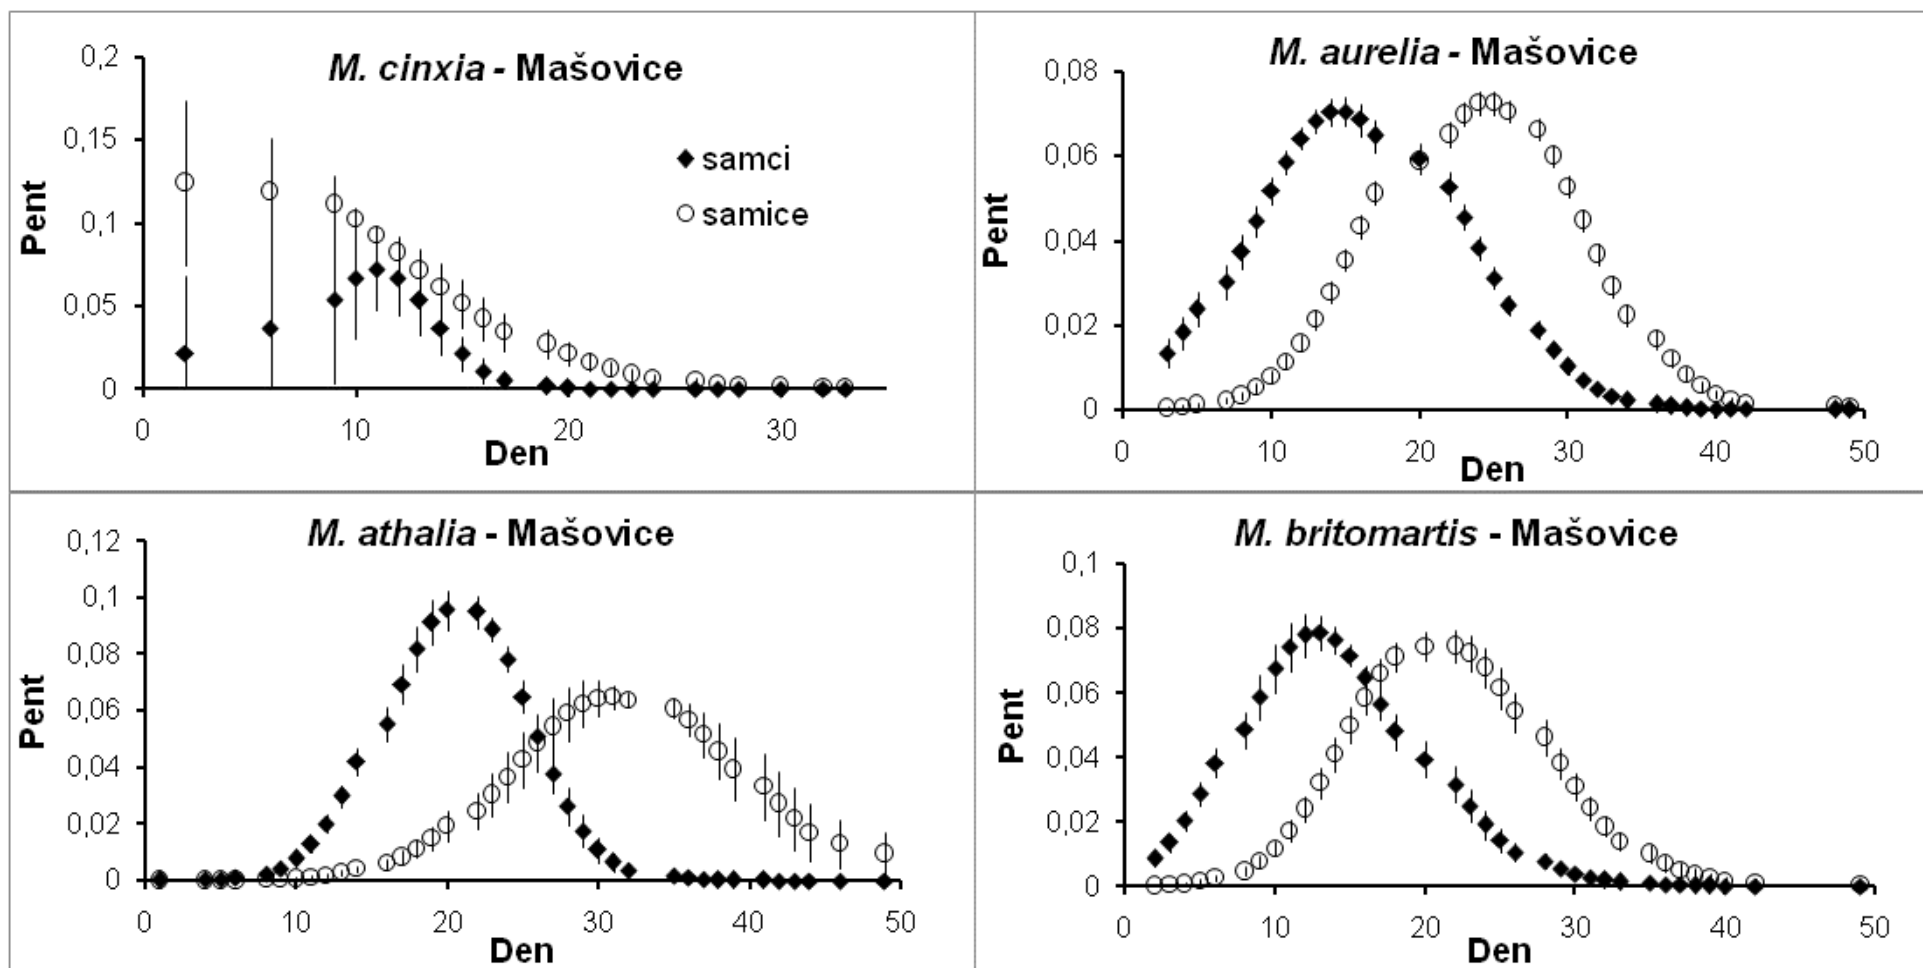 M. cinxia - Mašovice
0,2
0,15
0,1
0,05
0
Pent
samci
samice
0 10 20 30
Den
M. aurelia - Mašovice
0,08
0,06
0,04
0,02
0
Pent
0 10 20 30 40 50
Den
M. athalia - Mašovice
0,12
0,1
0,08
0,06
0,04
0,02
0
Pent
0 10 20 30 40 50
Den
M. britomartis - Mašovice
0,1
0,08
0,06
0,04
0,02
0
Pent
0 10 20 30 40 50
Den